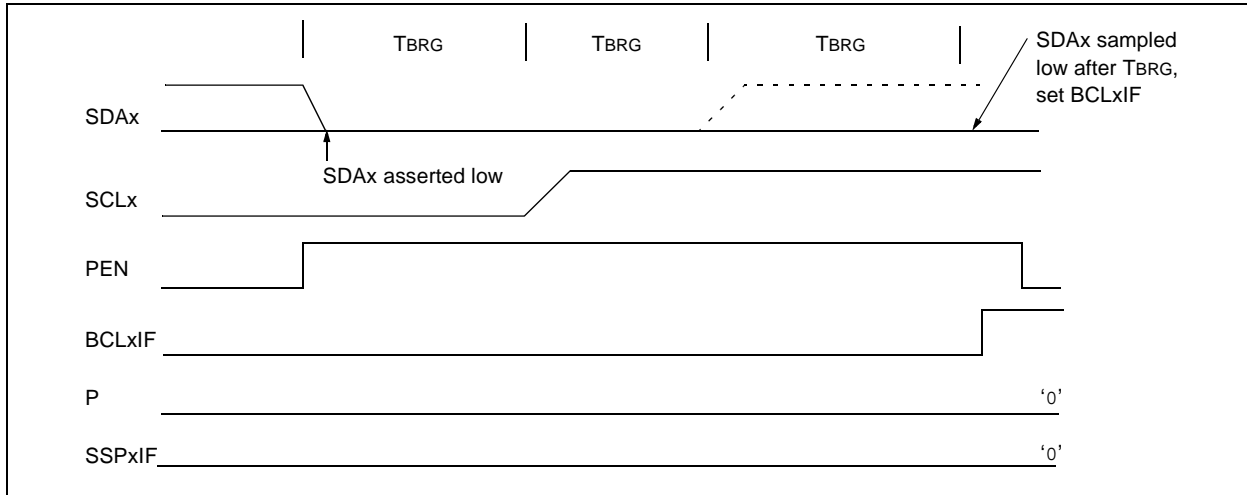 TBRG
TBRG
TBRG
SDAx sampled
low after TBRG,
set BCLxIF
SDAx
SDAx asserted low
SCLx
PEN
BCLxIF
P
‘0’
SSPxIF
‘0’